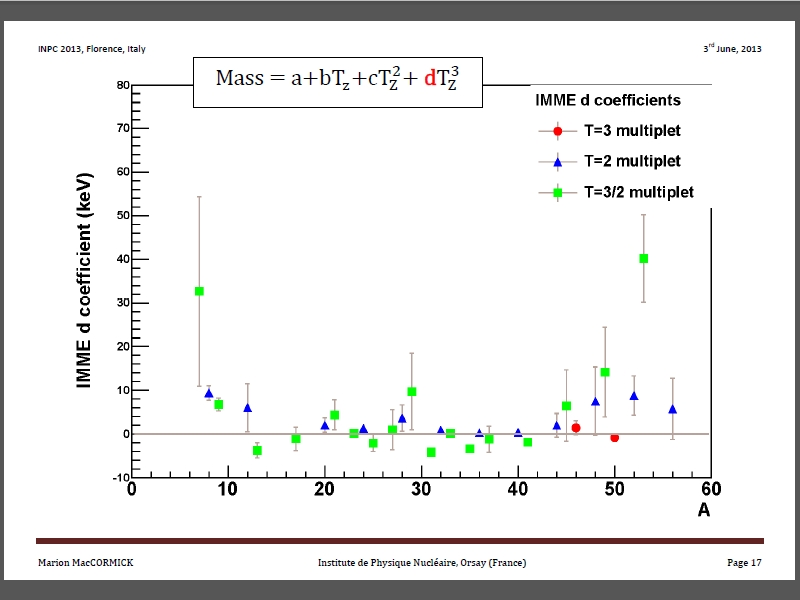 INPC 2013, Florence, Italy
3rd June, 2013
Mass = a+bTz+cTZ2+ dTZ3
IMME d coefficients
T=3 multiplet
T=2 multiplet
T=3/2 multiplet
IMME d coefficient (keV)
80
70
60
50
40
30
20
10
0
-10
0 10 20 30 40 50 60
A
Marion MacCORMICK
Institute de Physique Nucléaire, Orsay (France)
Page 17